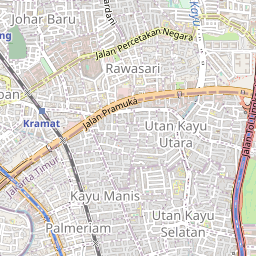 Johar Baru
Kayu
Jalan Percetakan Negara
Rawasari
Jalan Pramuka
Kramat
Utan Kayu
Utara
Jakarta Timur
Kayu Manis
Utan Kayu
Selatan
Palmeriam